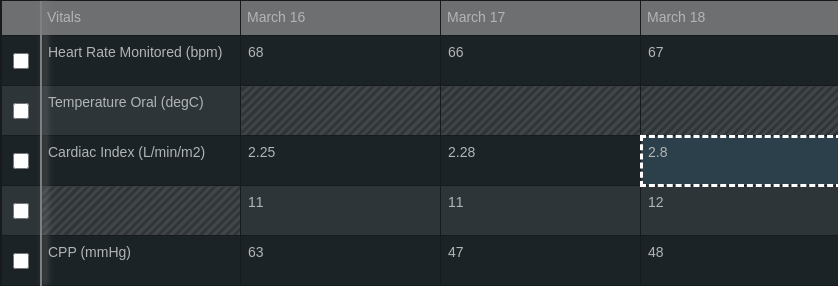 Vitals March 16 March 17 March 18
Heart Rate Monitored (bpm) 68 66 67
Temperature Oral (degC)
Cardiac Index (L/min/m2) 2.25 2.28 2.8
11 11 12
CPP (mmHg) 63 47 48